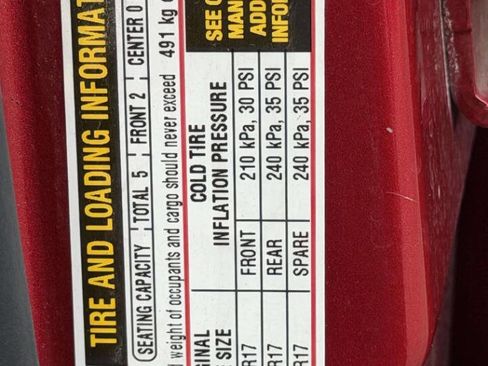 TIRE AND LOADING INFORMAT
SEATING CAPACITY TOTAL 5 FRONT 2 CENTER 0
weight of occupants and cargo should never exceed 491 kg
SIZE COLD TIRE
INFLATION PRESSURE
SEE
MAN
ADD
INFO
R17 FRONT 210 kPa, 30 PSI
R17 REAR 240 kPa, 35 PSI
R17 SPARE 240 kPa, 35 PSI